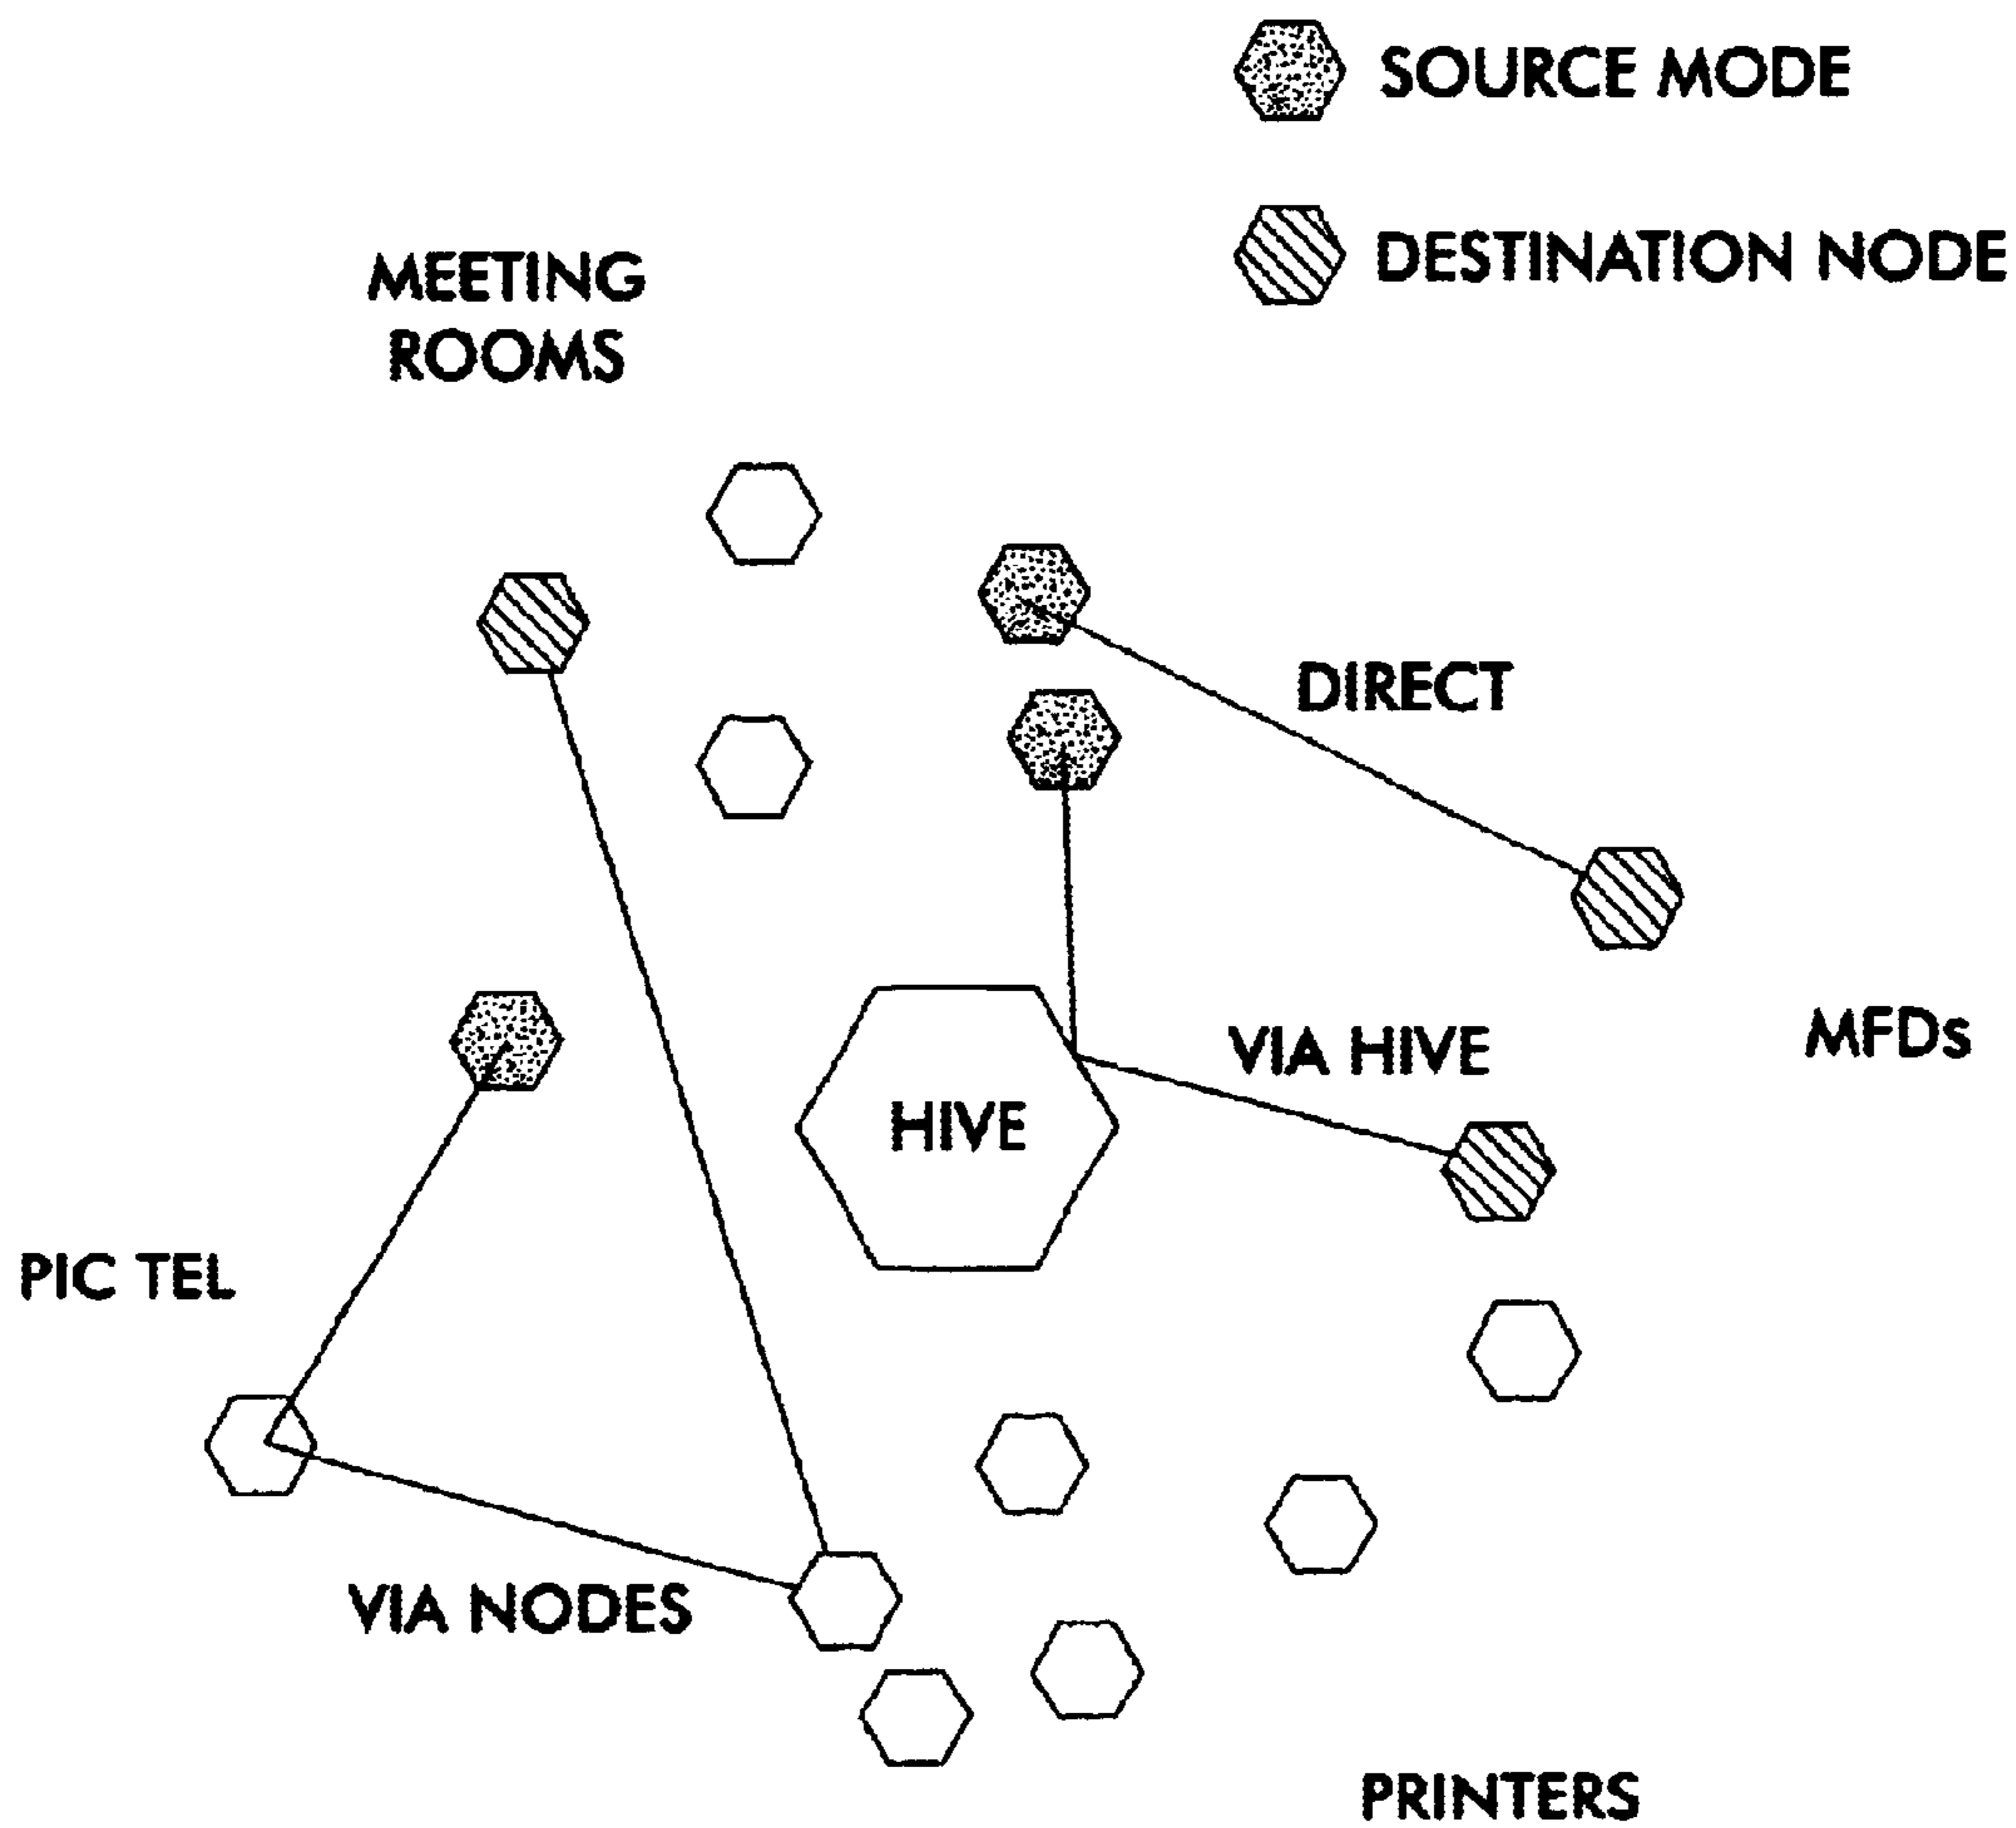 SOURCE MODE
DESTINATION NODE
MEETING
ROOMS
DIRECT
MFDs
VIA HIVE
HIVE
PIC TEL
VIA NODES
PRINTERS